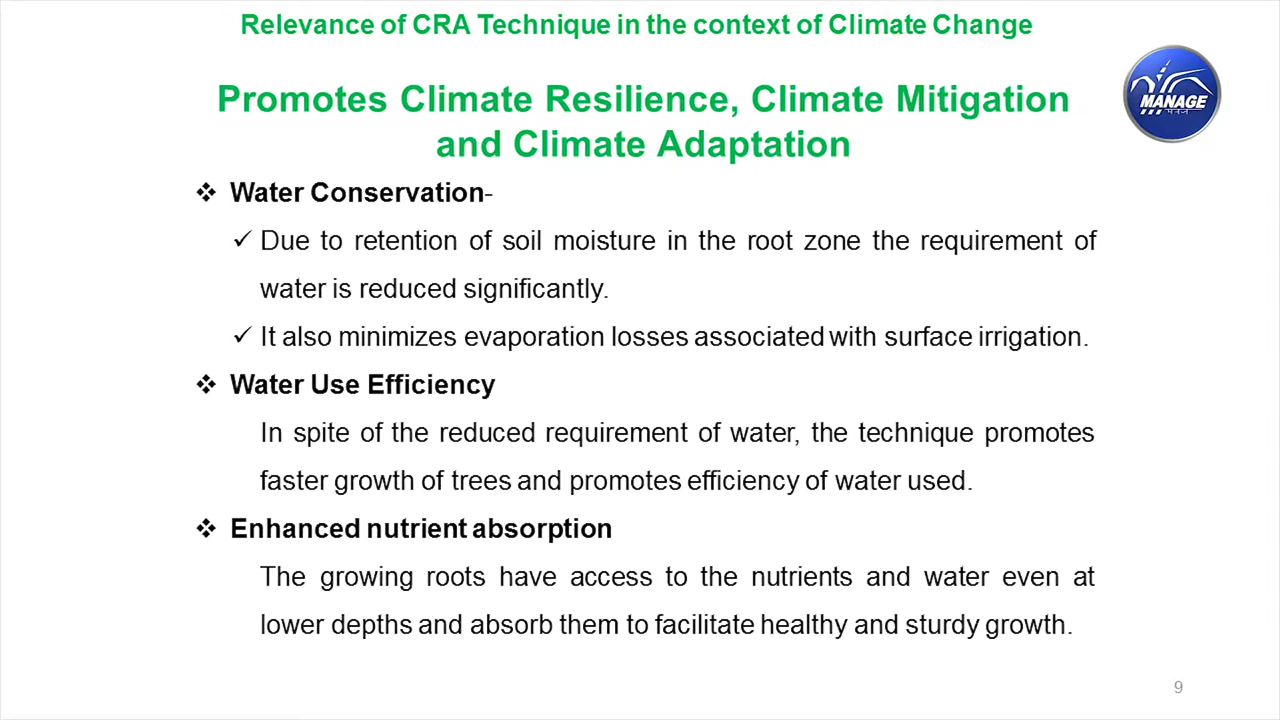 Relevance of CRA Technique in the context of Climate Change
Promotes Climate Resilience, Climate Mitigation
and Climate Adaptation
MANAGE
मैनेज
❖ Water Conservation-
✓ Due to retention of soil moisture in the root zone the requirement of
water is reduced significantly.
✓ It also minimizes evaporation losses associated with surface irrigation.
❖ Water Use Efficiency
In spite of the reduced requirement of water, the technique promotes
faster growth of trees and promotes efficiency of water used.
❖ Enhanced nutrient absorption
The growing roots have access to the nutrients and water even at
lower depths and absorb them to facilitate healthy and sturdy growth.
9